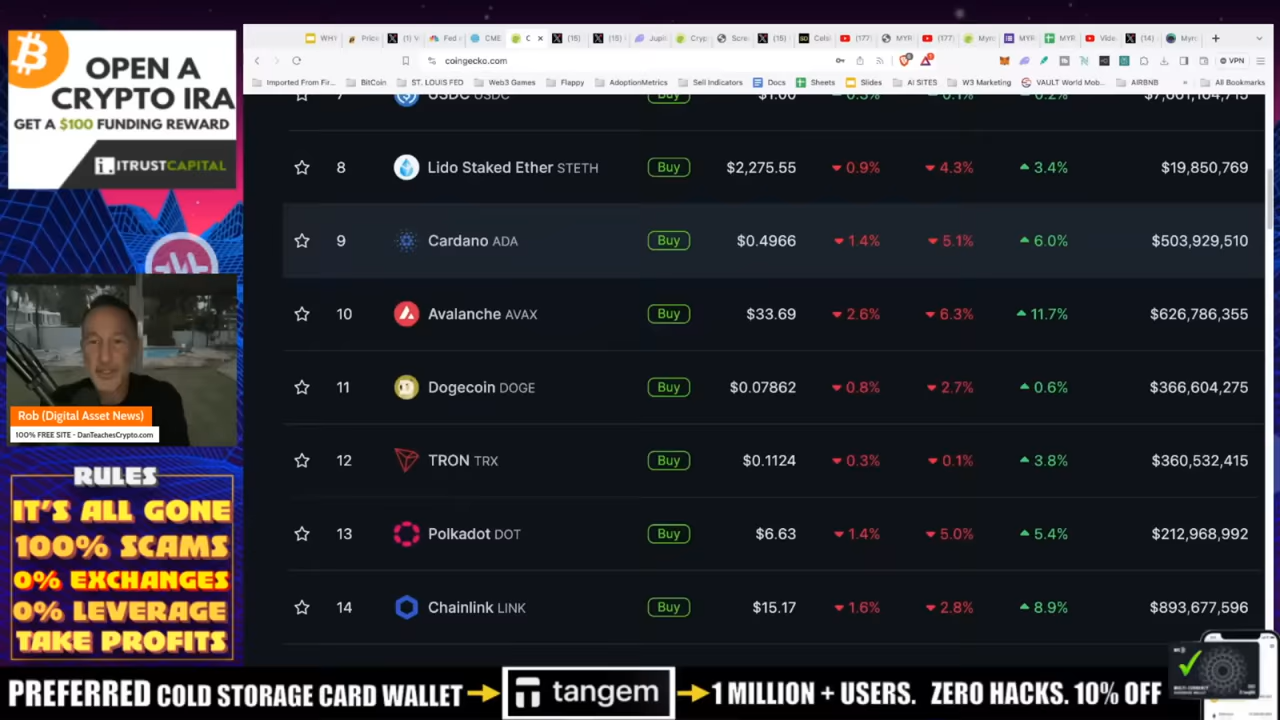 OPEN A
CRYPTO IRA
GET A $100 FUNDING REWARD
ITRUSTCAPITAL
Rob (Digital Asset News)
100% FREE SITE - DanTeachesCrypto.com
RULES
IT'S ALL GONE
100% SCAMS
0% EXCHANGES
0% LEVERAGE
TAKE PROFITS
coingecko.com
VPN
Imported From Fir... BitCoin ST. LOUIS FED Web3 Games Flappy AdoptionMetrics Sell Indicators Docs Sheets Slides AI SITES W3 Marketing VAULT World Mob... AIRBNB » All Bookmarks
8 Lido Staked Ether STETH Buy $2,275.55 0.9% 4.3% 3.4% $19,850,769
9 Cardano ADA Buy $0.4966 1.4% 5.1% 6.0% $503,929,510
10 Avalanche AVAX Buy $33.69 2.6% 6.3% 11.7% $626,786,355
11 Dogecoin DOGE Buy $0.07862 0.8% 2.7% 0.6% $366,604,275
12 TRON TRX Buy $0.1124 0.3% 0.1% 3.8% $360,532,415
13 Polkadot DOT Buy $6.63 1.4% 5.0% 5.4% $212,968,992
14 Chainlink LINK Buy $15.17 1.6% 2.8% 8.9% $893,677,596
PREFERRED COLD STORAGE CARD WALLET tangem 1 MILLION + USERS. ZERO HACKS. 10% OFF